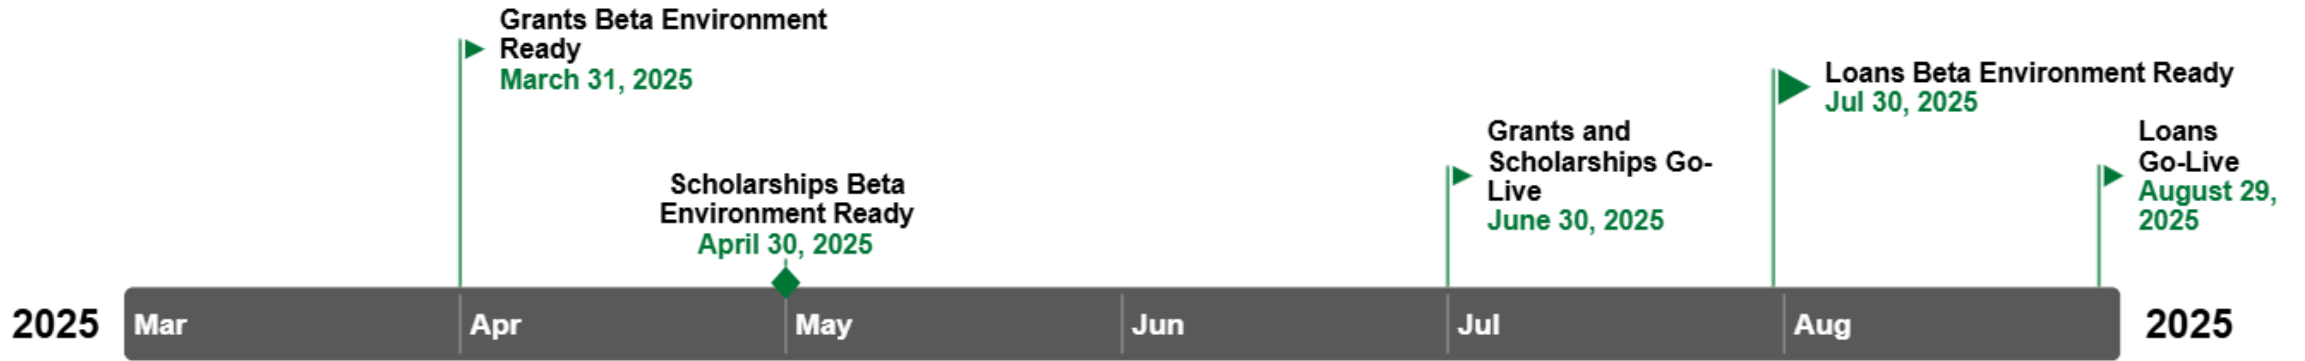 Grants Beta Environment
Ready
March 31, 2025
Scholarships Beta
Environment Ready
April 30, 2025
Grants and
Scholarships Go-
Live
June 30, 2025
Loans Beta Environment Ready
Jul 30, 2025
Loans
Go-Live
August 29,
2025
2025 Mar Apr May Jun Jul Aug 2025